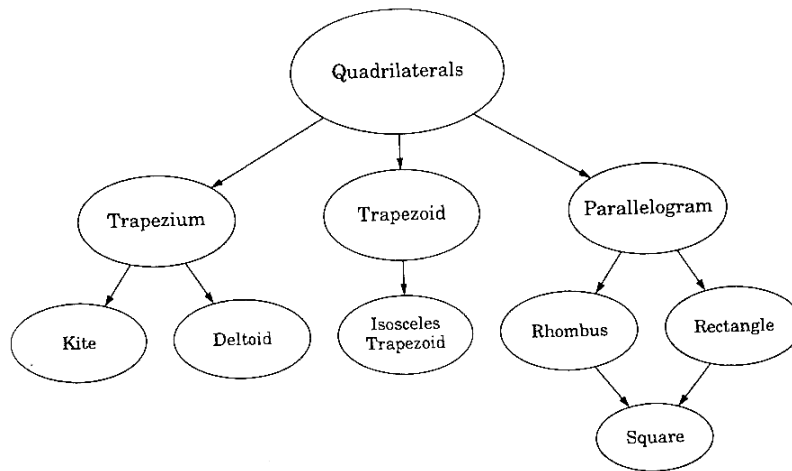 Quadrilaterals
Trapezium
Trapezoid
Parallelogram
Kite
Deltoid
Isosceles
Trapezoid
Rhombus
Rectangle
Square